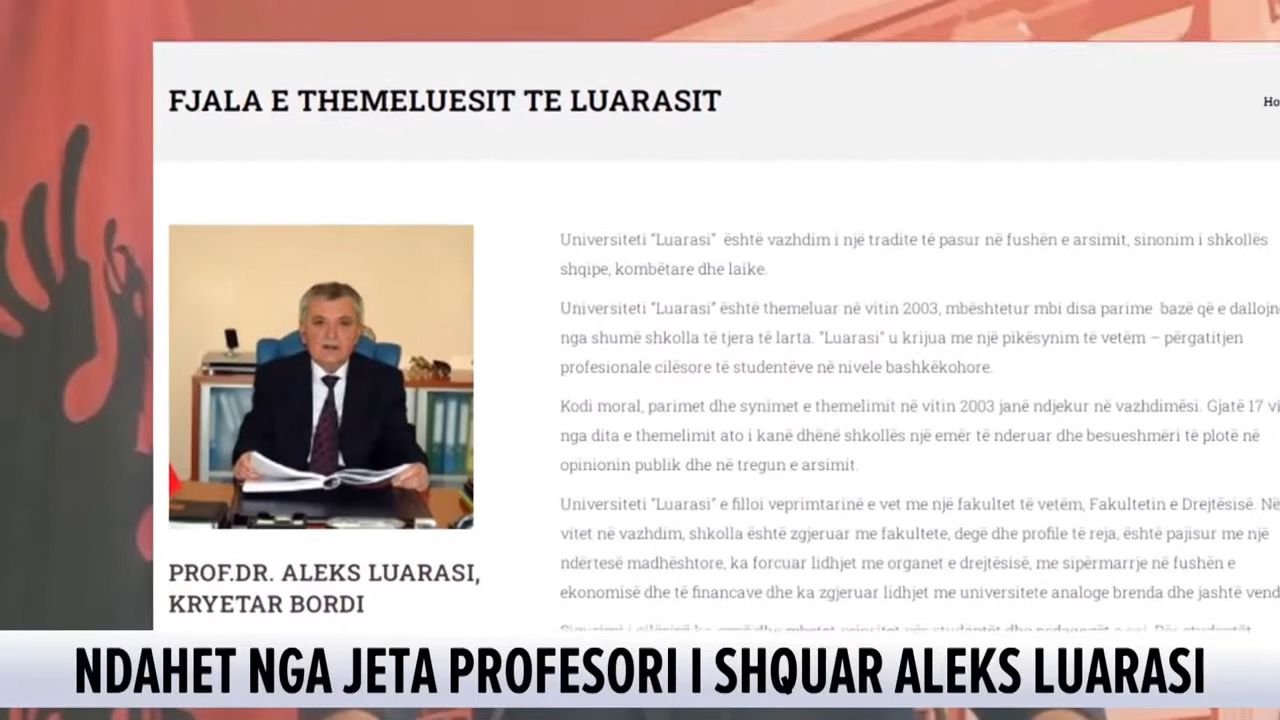 FJALA E THEMELUESIT TE LUARASIT
Ho
Universiteti "Luarasi" është vazhdim i një tradite të pasur në fushën e arsimit, sinonim i shkollës
shqipe, kombëtare dhe laike.
Universiteti "Luarasi" është themeluar në vitin 2003, mbështetur mbi disa parime bazë që e dallojn
nga shumë shkolla të tjera të larta. "Luarasi" u krijua me një pikësynim të vetëm – përgatitjen
profesionale cilësore të studentëve në nivele bashkëkohore.
Kodi moral, parimet dhe synimet e themelimit në vitin 2003 janë ndjekur në vazhdimësi. Gjatë 17 vi
nga dita e themelimit ato i kanë dhënë shkollës një emër të nderuar dhe besueshmëri të plotë në
opinionin publik dhe në tregun e arsimit.
Universiteti "Luarasi" e filloi veprimtarinë e vet me një fakultet të vetëm, Fakultetin e Drejtësisë. Në
vitet në vazhdim, shkolla është zgjeruar me fakultete, degë dhe profile të reja, është pajisur me një
ndërtesë madhështore, ka forcuar lidhjet me organet e drejtësisë, me sipërmarrje në fushën e
ekonomisë dhe të financave dhe ka zgjeruar lidhjet me universitete analoge brenda dhe jashtë vend
PROF.DR. ALEKS LUARASI,
KRYETAR BORDI
NDAHET NGA JETA PROFESORI I SHQUAR ALEKS LUARASI